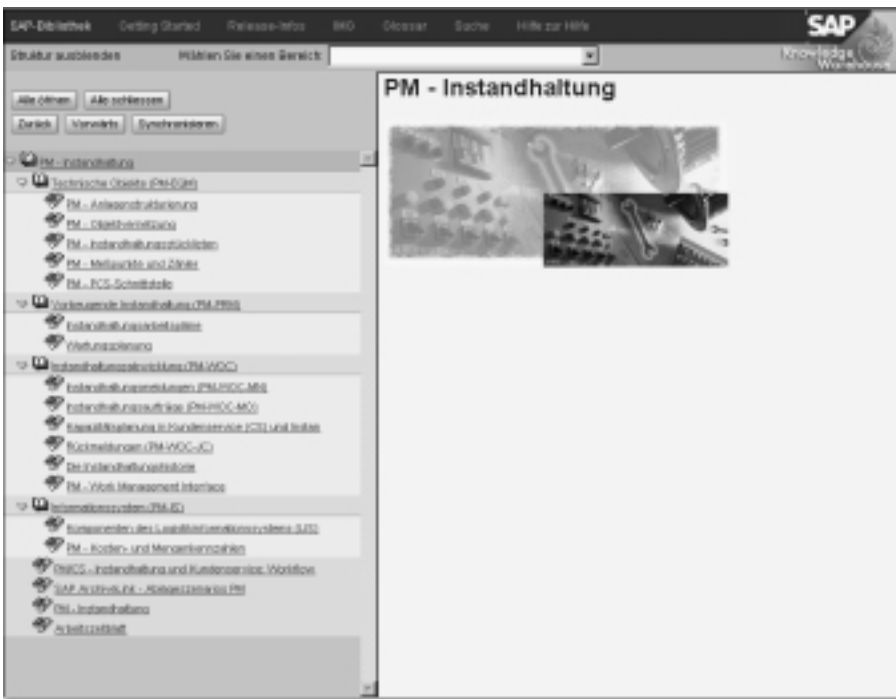 SAP-Bibliothek Getting Started Release-Infos IMG Glossar Suche Hilfe zur Hilfe
SAP
Struktur ausblenden Wählen Sie einen Bereich:
Knowledge Warehouse
PM - Instandhaltung
Alle öffnen Alle schliessen
Zurück Vorwärts Synchronisieren
PM - Instandhaltung
Technische Objekte (PM-EQM)
PM - Anlagenstrukturierung
PM - Objektvernetzung
PM - Instandhaltungsstücklisten
PM - Meßpunkte und Zähler
PM - PCS-Schnittstelle
Vorbeugende Instandhaltung (PM-PRM)
Instandhaltungsarbeitspläne
Wartungsplanung
Instandhaltungsabwicklung (PM-WOC)
Instandhaltungsmeldungen (PM-WOC-MN)
Instandhaltungsaufträge (PM-WOC-MO)
Kapazitätsplanung in Kundenservice (CS) und Instan
Rückmeldungen (PM-WOC-JC)
Die Instandhaltungshistorie
PM - Work Management Interface
Informationssystem (PM-IS)
Komponenten des Logistikinformationssystems (LIS)
PM - Kosten- und Mengenkennzahlen
PM/CS - Instandhaltung und Kundenservice: Workflow
SAP ArchiveLink - Ablageszenarios PM
PM - Instandhaltung
Arbeitszeitblatt